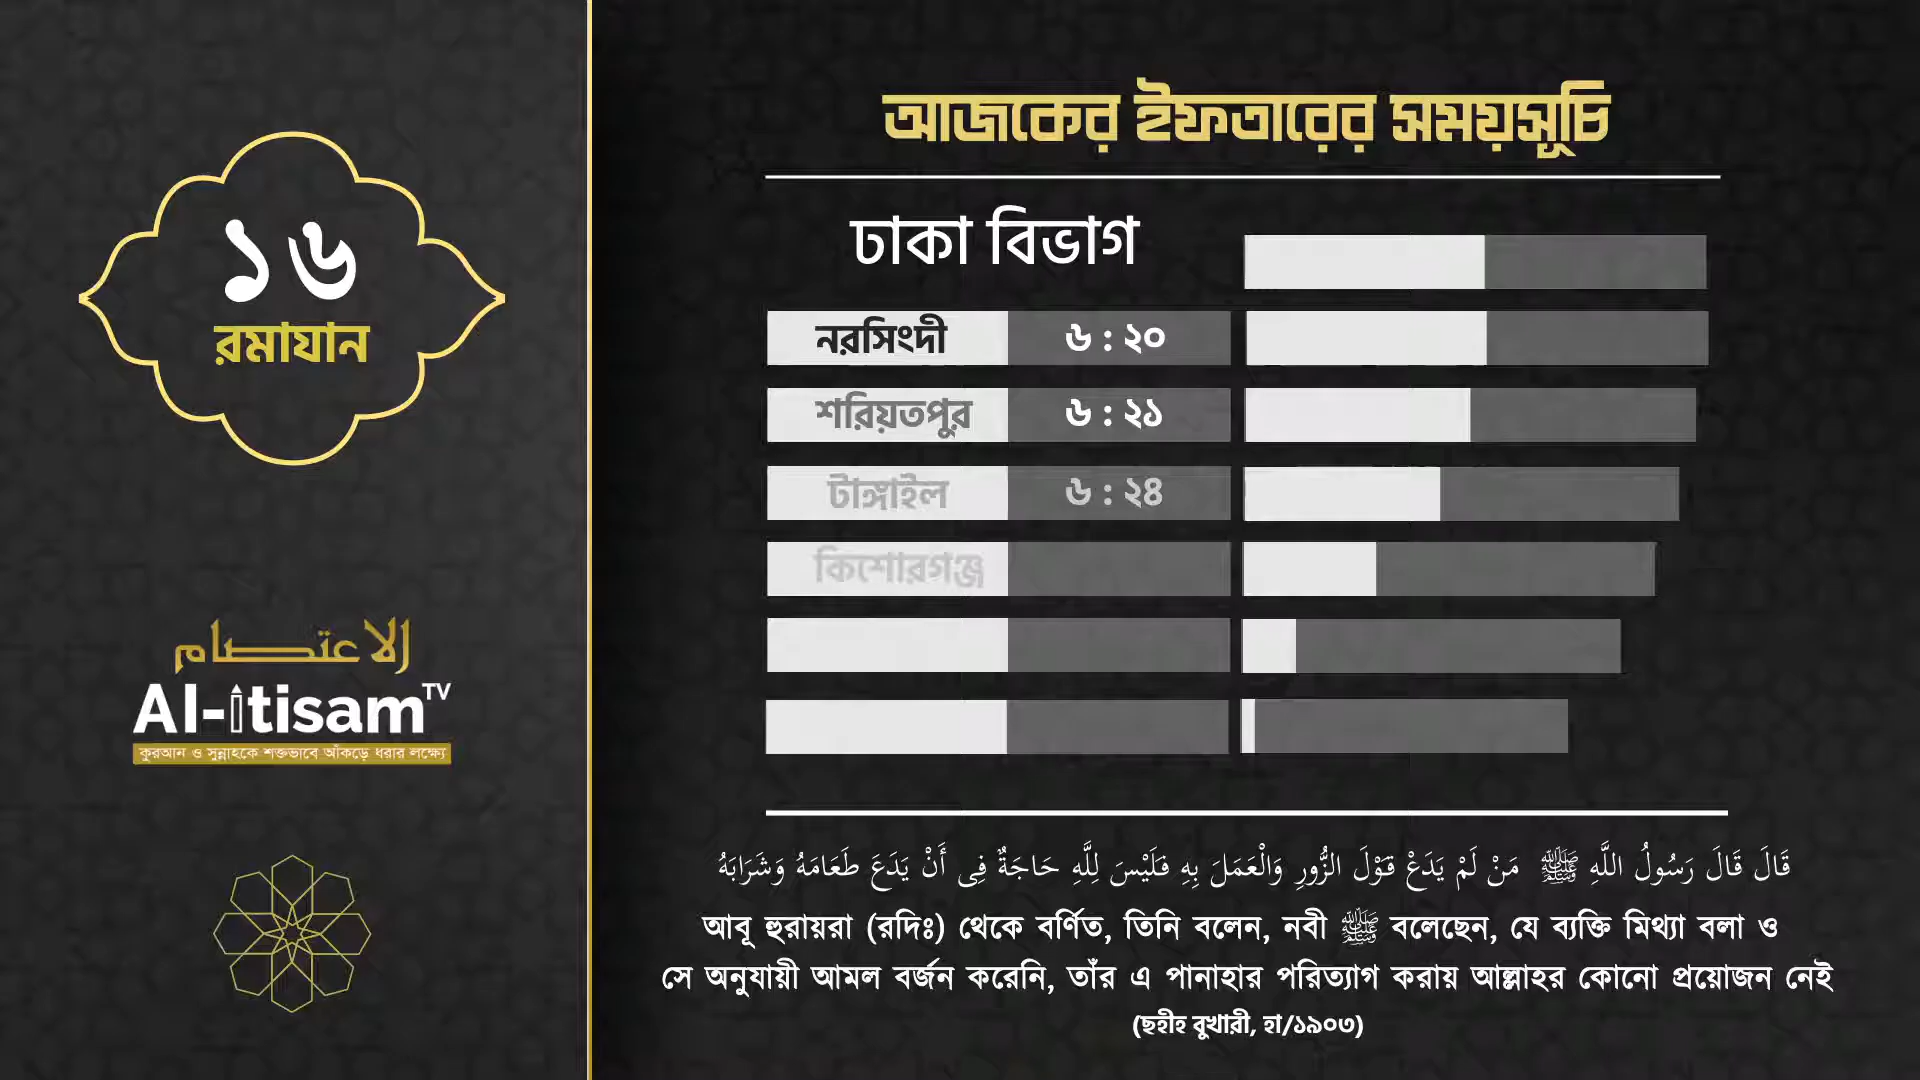 ১৬
রমাযান
الاعتصام
Al-itisam TV
কুরআন ও সুন্নাহকে শক্তভাবে আঁকড়ে ধরার লক্ষ্যে
আজকের ইফতারের সময়সূচি
ঢাকা বিভাগ
নরসিংদী ৬ : ২০
শরিয়তপুর ৬ : ২১
টাঙ্গাইল ৬ : ২৪
কিশোরগঞ্জ
قَالَ قَالَ رَسُولُ اللَّهِ ﷺ مَنْ لَمْ يَدَعْ قَوْلَ الزُّورِ وَالْعَمَلَ بِهِ فَلَيْسَ لِلَّهِ حَاجَةٌ فِى أَنْ يَدَعَ طَعَامَهُ وَشَرَابَهُ
আবূ হুরায়রা (রদিঃ) থেকে বর্ণিত, তিনি বলেন, নবী ﷺ বলেছেন, যে ব্যক্তি মিথ্যা বলা ও
সে অনুযায়ী আমল বর্জন করেনি, তাঁর এ পানাহার পরিত্যাগ করায় আল্লাহর কোনো প্রয়োজন নেই
(ছহীহ বুখারী, হা/১৯০৩)